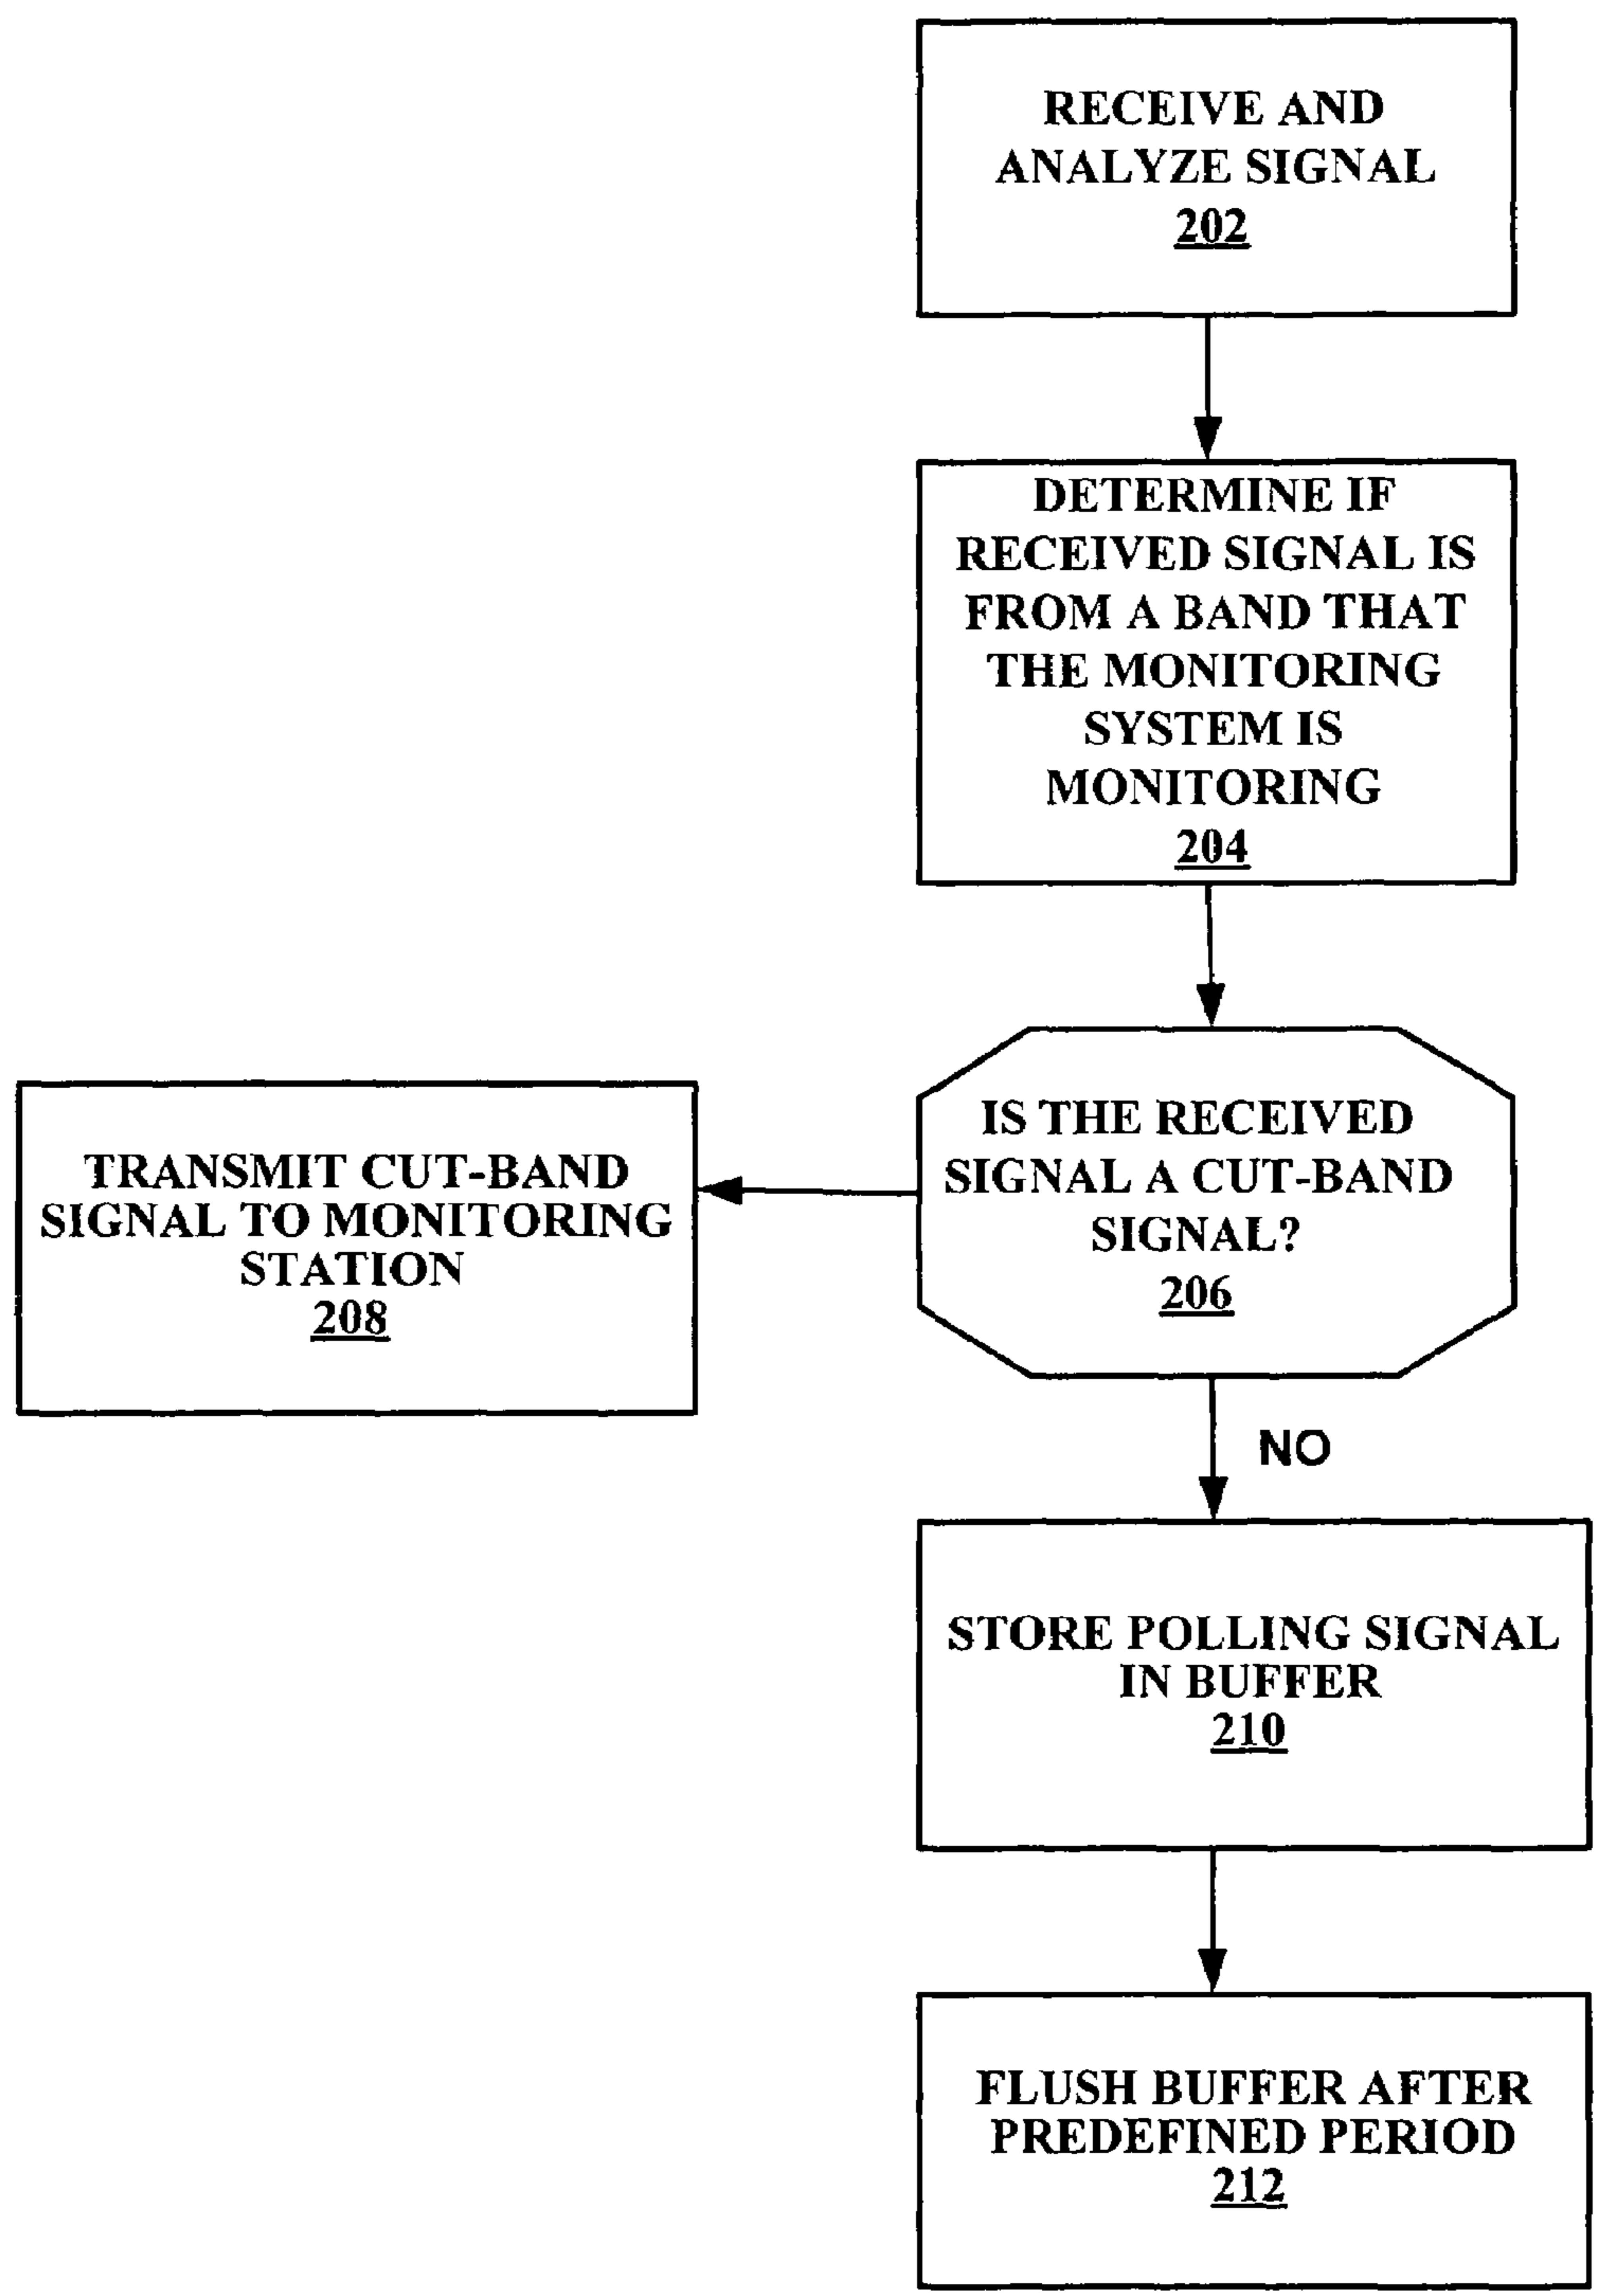 RECEIVE AND
ANALYZE SIGNAL
202
DETERMINE IF
RECEIVED SIGNAL IS
FROM A BAND THAT
THE MONITORING
SYSTEM IS
MONITORING
204
IS THE RECEIVED
SIGNAL A CUT-BAND
SIGNAL?
206
TRANSMIT CUT-BAND
SIGNAL TO MONITORING
STATION
208
NO
STORE POLLING SIGNAL
IN BUFFER
210
FLUSH BUFFER AFTER
PREDEFINED PERIOD
212